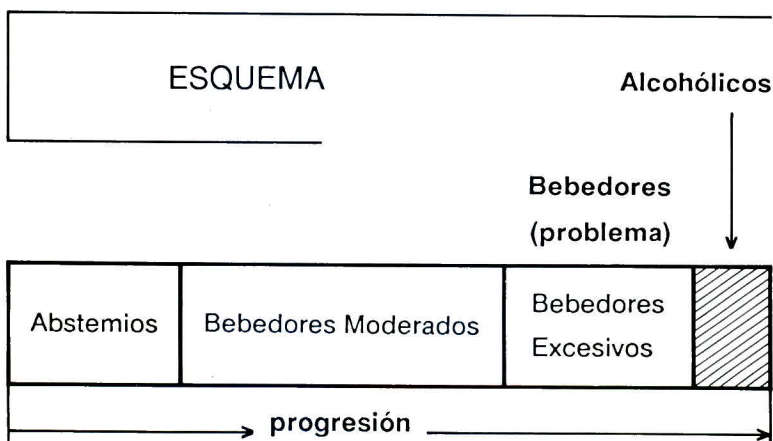 ESQUEMA
Alcohólicos
Bebedores
(problema)
Abstemios
Bebedores Moderados
Bebedores
Excesivos
progresión